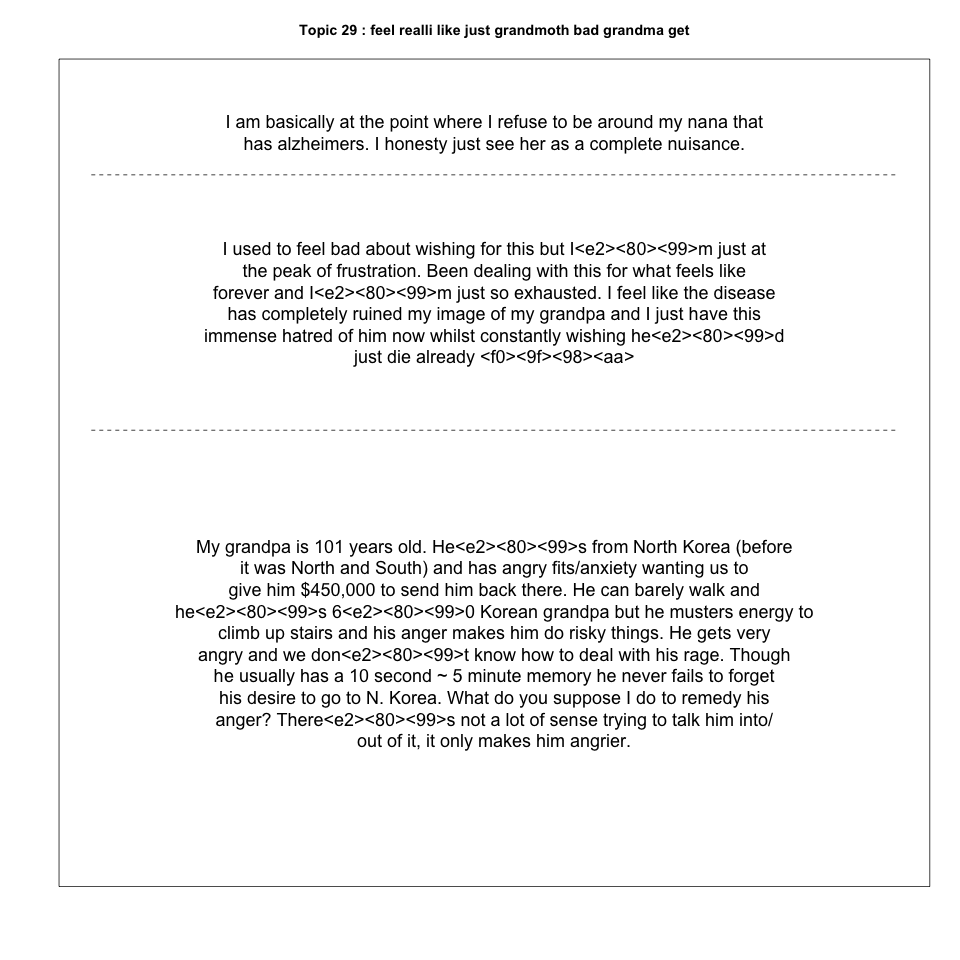 Topic 29 : feel realli like just grandmoth bad grandma get
I am basically at the point where I refuse to be around my nana that
has alzheimers. I honesty just see her as a complete nuisance.
I used to feel bad about wishing for this but I<e2><80><99>m just at
the peak of frustration. Been dealing with this for what feels like
forever and I<e2><80><99>m just so exhausted. I feel like the disease
has completely ruined my image of my grandpa and I just have this
immense hatred of him now whilst constantly wishing he<e2><80><99>d
just die already <f0><9f><98><aa>
My grandpa is 101 years old. He<e2><80><99>s from North Korea (before
it was North and South) and has angry fits/anxiety wanting us to
give him $450,000 to send him back there. He can barely walk and
he<e2><80><99>s 6<e2><80><99>0 Korean grandpa but he musters energy to
climb up stairs and his anger makes him do risky things. He gets very
angry and we don<e2><80><99>t know how to deal with his rage. Though
he usually has a 10 second ~ 5 minute memory he never fails to forget
his desire to go to N. Korea. What do you suppose I do to remedy his
anger? There<e2><80><99>s not a lot of sense trying to talk him into/
out of it, it only makes him angrier.